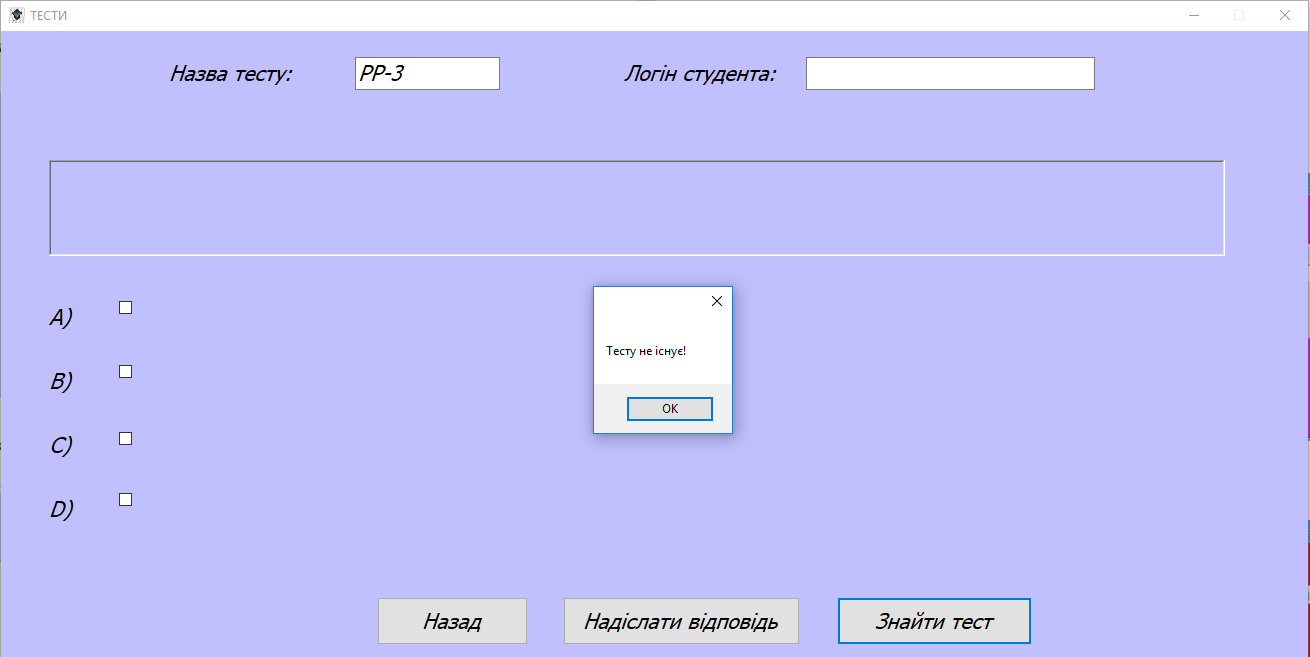 ТЕСТИ
Назва тесту: РР-3 Логін студента:
A)
B)
C)
D)
Тесту не існує!
OK
Назад Надіслати відповідь Знайти тест